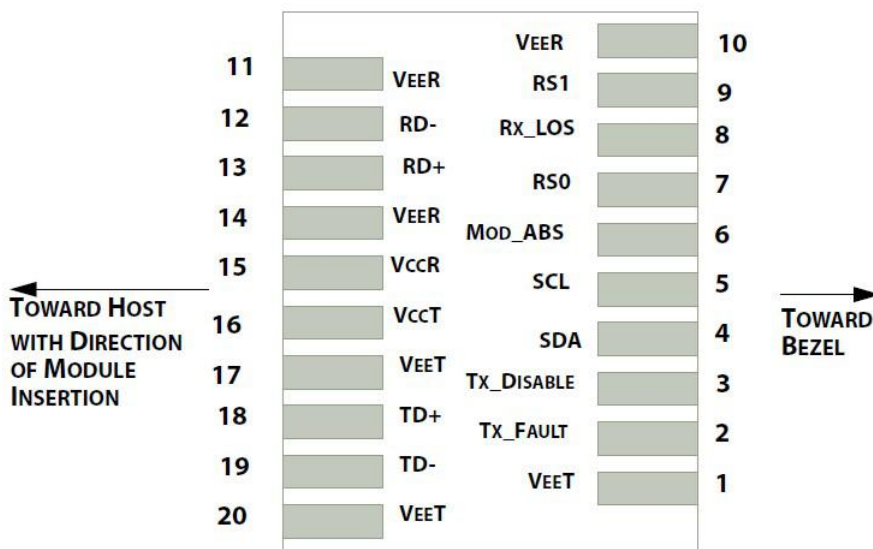 11 VEER
12 RD-
13 RD+
14 VEER
15 VCCR
16 VCCT
17 VEET
18 TD+
19 TD-
20 VEET
VEER 10
RS1 9
RX_LOS 8
RS0 7
MOD_ABS 6
SCL 5
SDA 4
TX_DISABLE 3
TX_FAULT 2
VEET 1
TOWARD HOST
WITH DIRECTION
OF MODULE
INSERTION
TOWARD
BEZEL